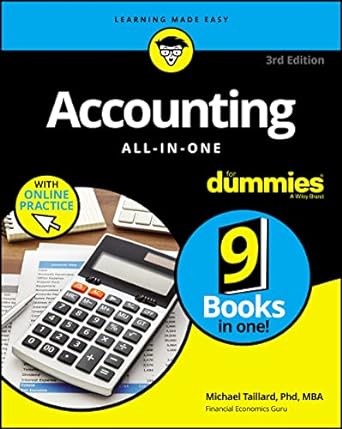 LEARNING MADE EASY
3rd Edition
Accounting
ALL-IN-ONE
for
dummies
A Wiley Brand
WITH
ONLINE
PRACTICE
9
Books
in one!
Michael Taillard, Phd, MBA
Financial Economics Guru